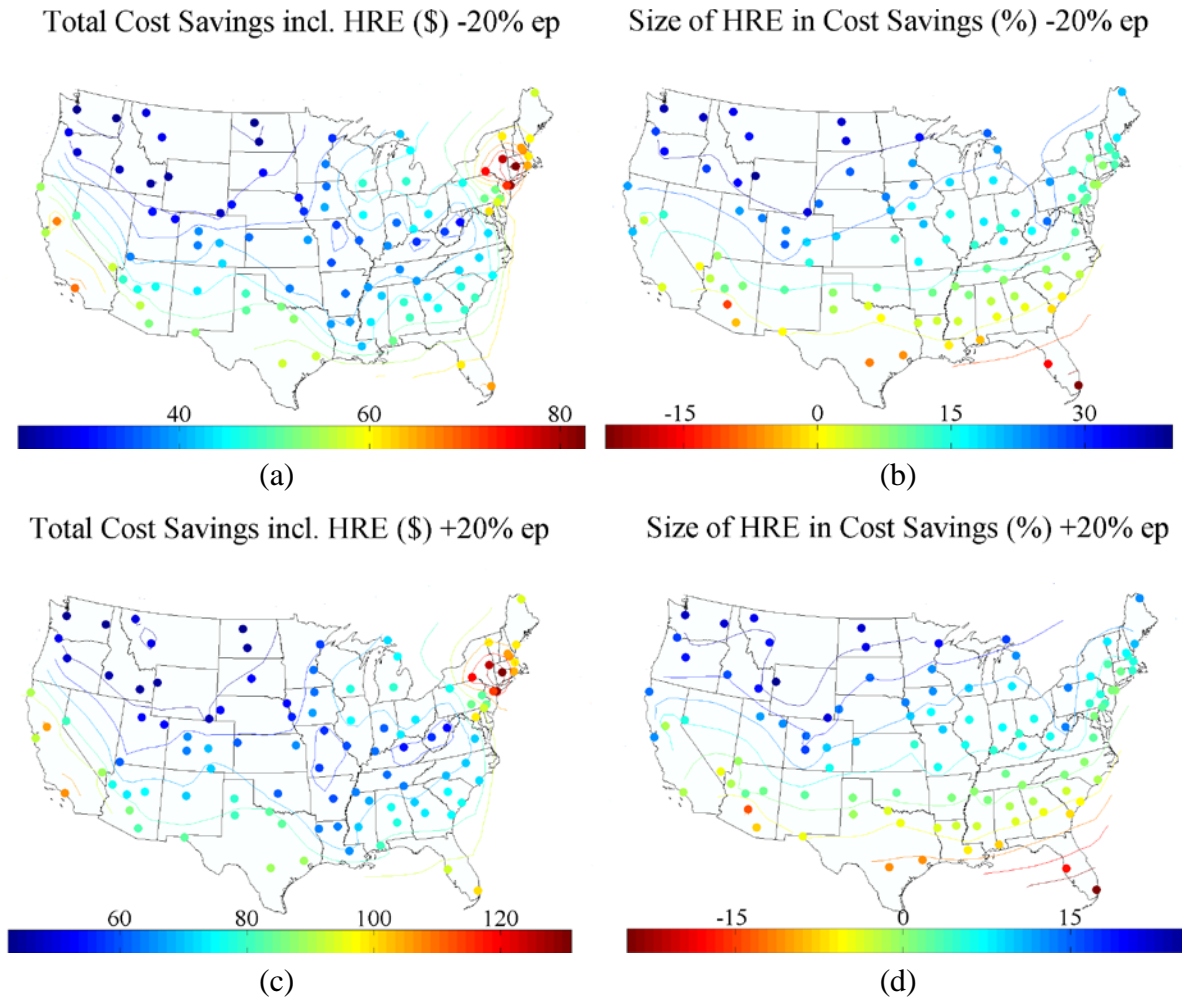 Total Cost Savings incl. HRE ($) -20% ep
Size of HRE in Cost Savings (%) -20% ep
40 60 80
-15 0 15 30
(a)
(b)
Total Cost Savings incl. HRE ($) +20% ep
Size of HRE in Cost Savings (%) +20% ep
60 80 100 120
-15 0 15
(c)
(d)